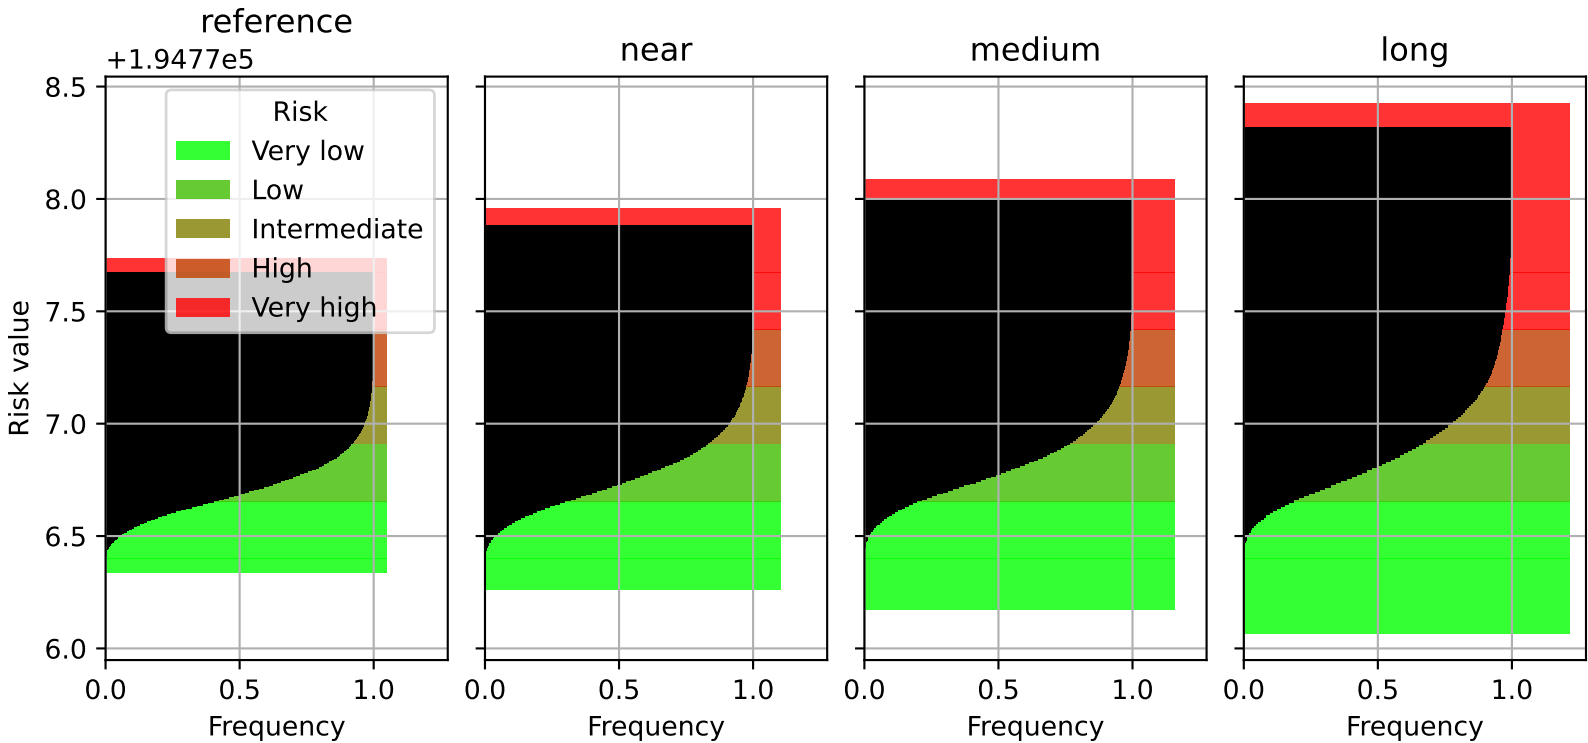 reference
near
medium
long
+1.9477e5
8.5
8.0
7.5
7.0
6.5
6.0
Risk value
Risk
Very low
Low
Intermediate
High
Very high
0.0 0.5 1.0
0.0 0.5 1.0
0.0 0.5 1.0
0.0 0.5 1.0
Frequency
Frequency
Frequency
Frequency